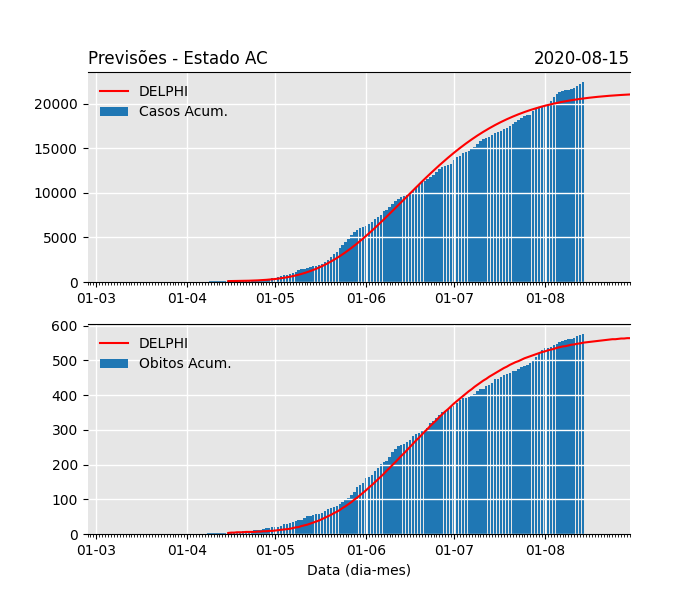 Previsões - Estado AC 2020-08-15
DELPHI
Casos Acum.
20000
15000
10000
5000
0
01-03 01-04 01-05 01-06 01-07 01-08
DELPHI
Obitos Acum.
600
500
400
300
200
100
0
01-03 01-04 01-05 01-06 01-07 01-08
Data (dia-mes)